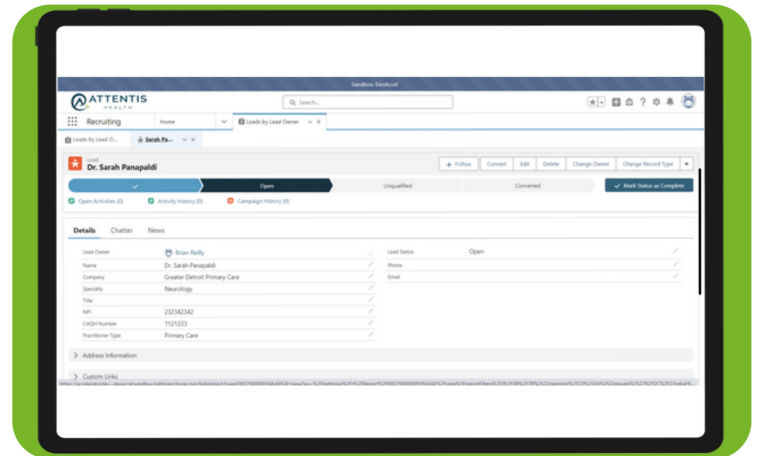 Sandbox: DevAccel
ATTENTIS
HEALTH
Search...
Recruiting
Home
Leads by Lead Owner
Leads by Lead O...
Sarah Pa...
Lead
Dr. Sarah Panapaldi
+ Follow
Convert
Edit
Delete
Change Owner
Change Record Type
Open
Unqualified
Converted
Mark Status as Complete
Open Activities (0)
Activity History (0)
Campaign History (0)
Details
Chatter
News
Lead Owner
Brian Reilly
Lead Status
Open
Name
Dr. Sarah Panapaldi
Phone
Company
Greater Detroit Primary Care
Email
Specialty
Neurology
Title
NPI
232342342
CAQH Number
1121233
Practitioner Type
Primary Care
Address Information
Custom Links